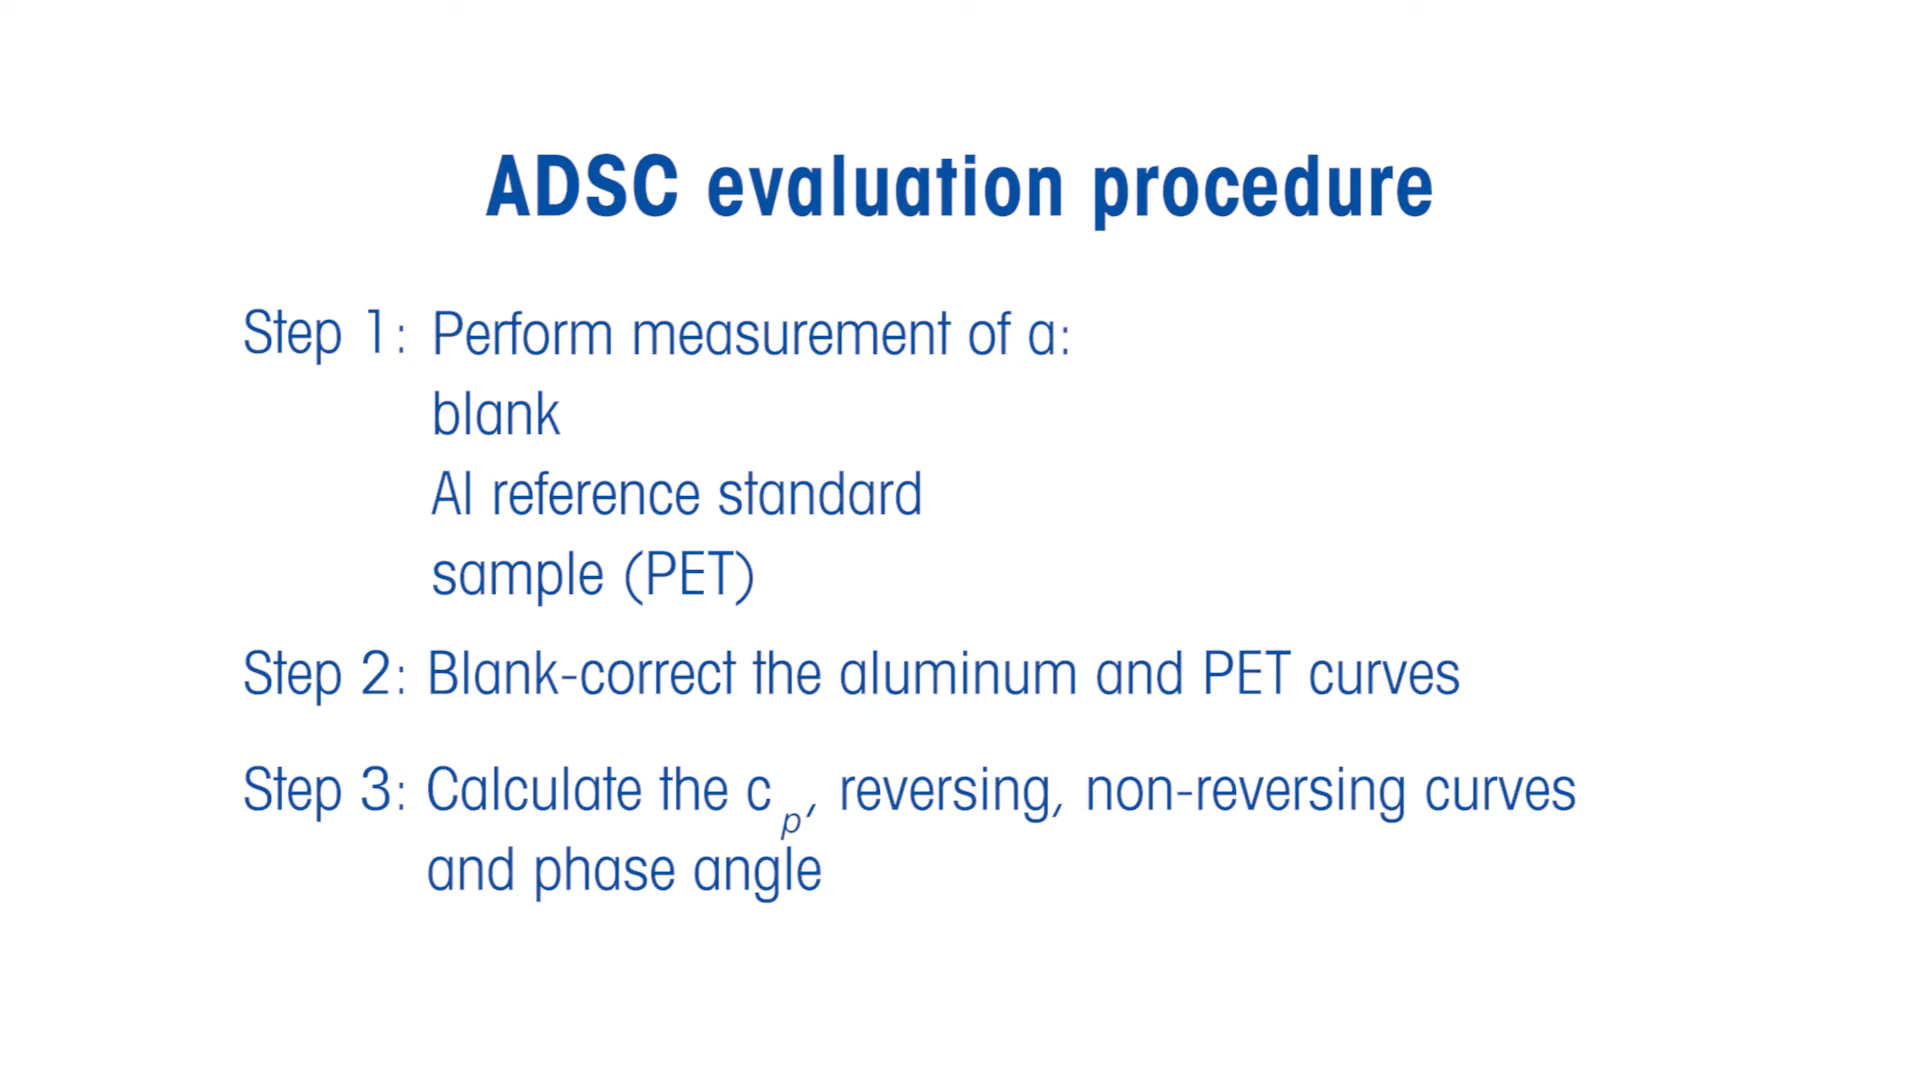 ADSC evaluation procedure
Step 1: Perform measurement of a:
blank
Al reference standard
sample (PET)
Step 2: Blank-correct the aluminum and PET curves
Step 3: Calculate the cp, reversing, non-reversing curves
and phase angle